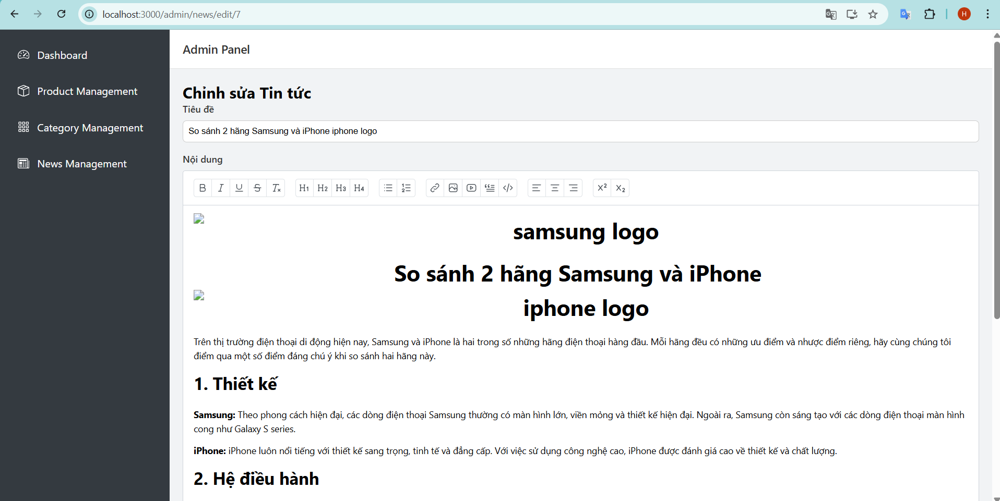 localhost:3000/admin/news/edit/7
H
Dashboard
Product Management
Category Management
News Management
Admin Panel
Chỉnh sửa Tin tức
Tiêu đề
So sánh 2 hãng Samsung và iPhone iphone logo
Nội dung
B I U S Tx H1 H2 H3 H4 X² X₂
samsung logo
So sánh 2 hãng Samsung và iPhone
iphone logo
Trên thị trường điện thoại di động hiện nay, Samsung và iPhone là hai trong số những hãng điện thoại hàng đầu. Mỗi hãng đều có những ưu điểm và nhược điểm riêng, hãy cùng chúng tôi
điểm qua một số điểm đáng chú ý khi so sánh hai hãng này.
1. Thiết kế
Samsung: Theo phong cách hiện đại, các dòng điện thoại Samsung thường có màn hình lớn, viền mỏng và thiết kế hiện đại. Ngoài ra, Samsung còn sáng tạo với các dòng điện thoại màn hình
cong như Galaxy S series.
iPhone: iPhone luôn nổi tiếng với thiết kế sang trọng, tinh tế và đẳng cấp. Với việc sử dụng công nghệ cao, iPhone được đánh giá cao về thiết kế và chất lượng.
2. Hệ điều hành